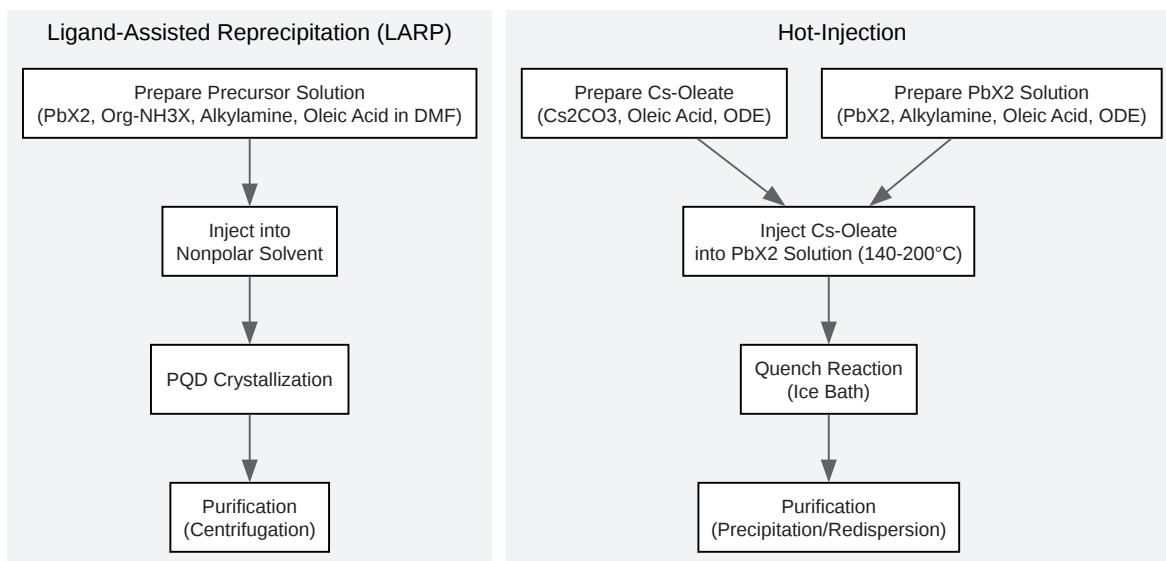 Ligand-Assisted Reprecipitation (LARP)
Prepare Precursor Solution
(PbX2, Org-NH3X, Alkylamine, Oleic Acid in DMF)
Inject into
Nonpolar Solvent
PQD Crystallization
Purification
(Centrifugation)
Hot-Injection
Prepare Cs-Oleate
(Cs2CO3, Oleic Acid, ODE)
Prepare PbX2 Solution
(PbX2, Alkylamine, Oleic Acid, ODE)
Inject Cs-Oleate
into PbX2 Solution (140-200°C)
Quench Reaction
(Ice Bath)
Purification
(Precipitation/Redispersion)